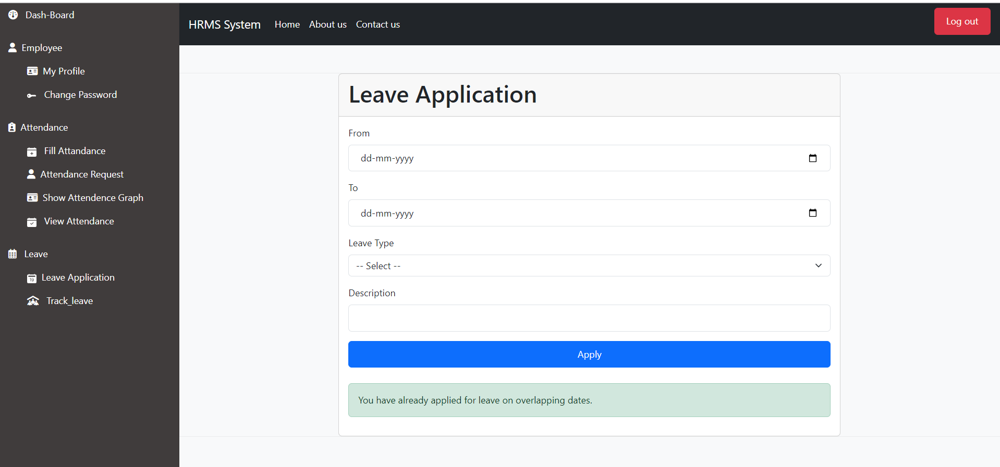 Dash-Board
Employee
My Profile
Change Password
Attendance
Fill Attandance
Attendance Request
Show Attendence Graph
View Attendance
Leave
19 Leave Application
Track_leave
HRMS System Home About us Contact us Log out
Leave Application
From
dd-mm-yyyy
To
dd-mm-yyyy
Leave Type
-- Select --
Description
Apply
You have already applied for leave on overlapping dates.